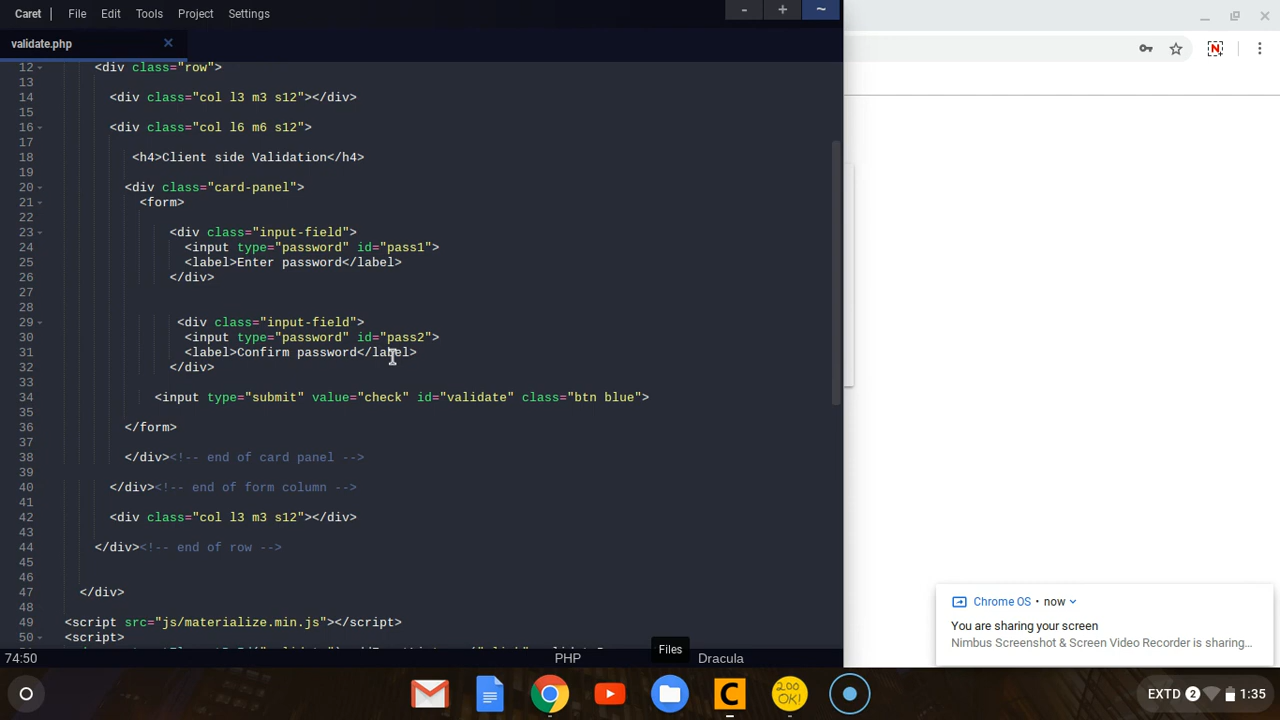 Caret | File Edit Tools Project Settings - + ~
validate.php ×
12 <div class="row">
13
14 <div class="col l3 m3 s12"></div>
15
16 <div class="col l6 m6 s12">
17
18 <h4>Client side Validation</h4>
19
20 <div class="card-panel">
21 <form>
22
23 <div class="input-field">
24 <input type="password" id="pass1">
25 <label>Enter password</label>
26 </div>
27
28
29 <div class="input-field">
30 <input type="password" id="pass2">
31 <label>Confirm password</label>
32 </div>
33
34 <input type="submit" value="check" id="validate" class="btn blue">
35
36 </form>
37
38 </div><!-- end of card panel -->
39
40 </div><!-- end of form column -->
41
42 <div class="col l3 m3 s12"></div>
43
44 </div><!-- end of row -->
45
46
47 </div>
48
49 <script src="js/materialize.min.js"></script>
50 <script>
74:50 PHP Dracula
Files
N
Chrome OS • now
You are sharing your screen
Nimbus Screenshot & Screen Video Recorder is sharing...
C
200 OK!
EXTD 2 1:35